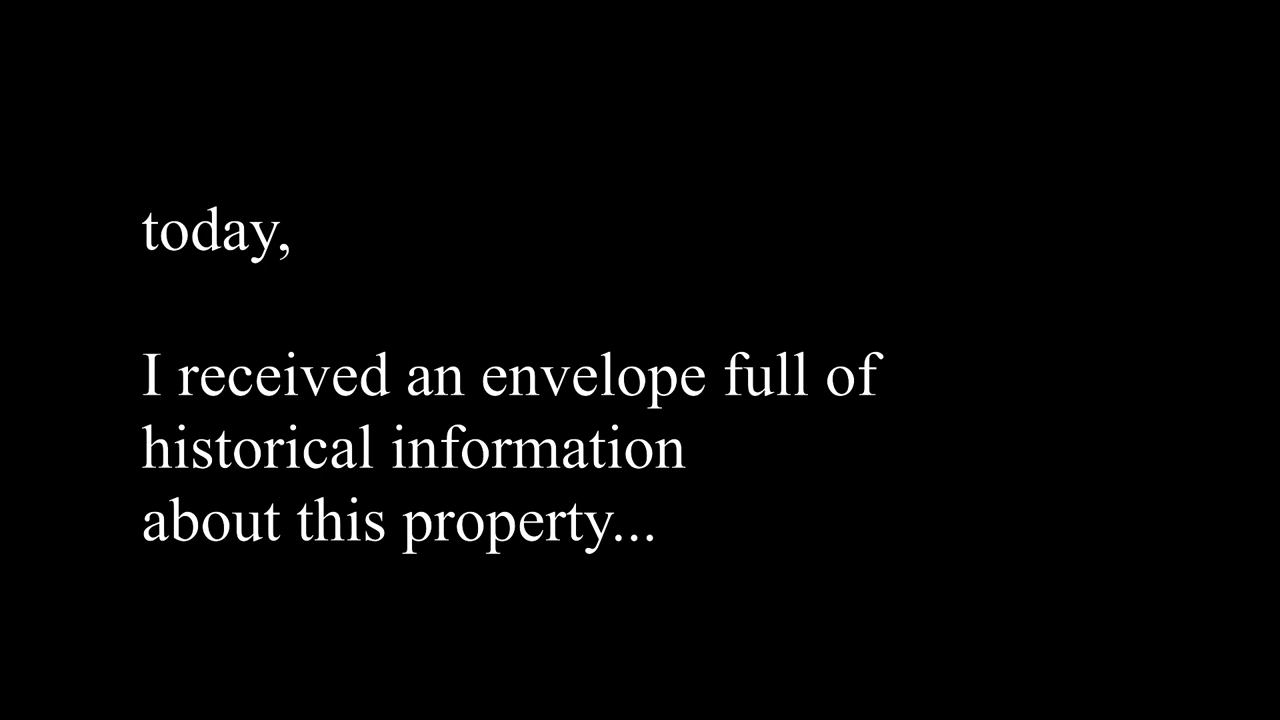 today,
I received an envelope full of
historical information
about this property...